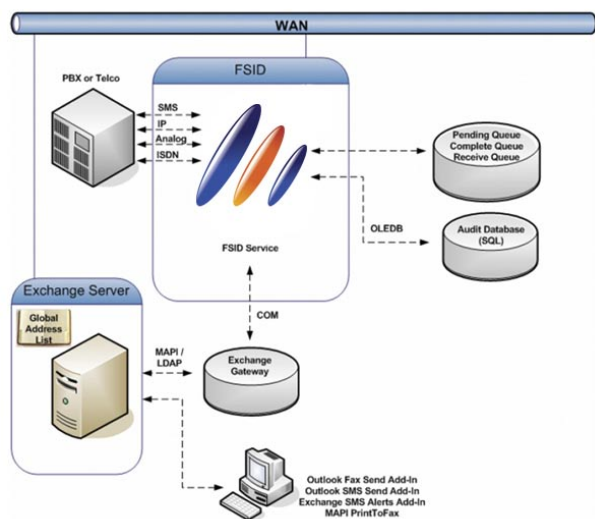 WAN
FSID
PBX or Telco
SMS
IP
Analog
ISDN
Pending Queue
Complete Queue
Receive Queue
OLEDB
Audit Database
(SQL)
FSID Service
Exchange Server
Global
Address
List
COM
MAPI /
LDAP
Exchange
Gateway
Outlook Fax Send Add-In
Outlook SMS Send Add-In
Exchange SMS Alerts Add-In
MAPI PrintToFax